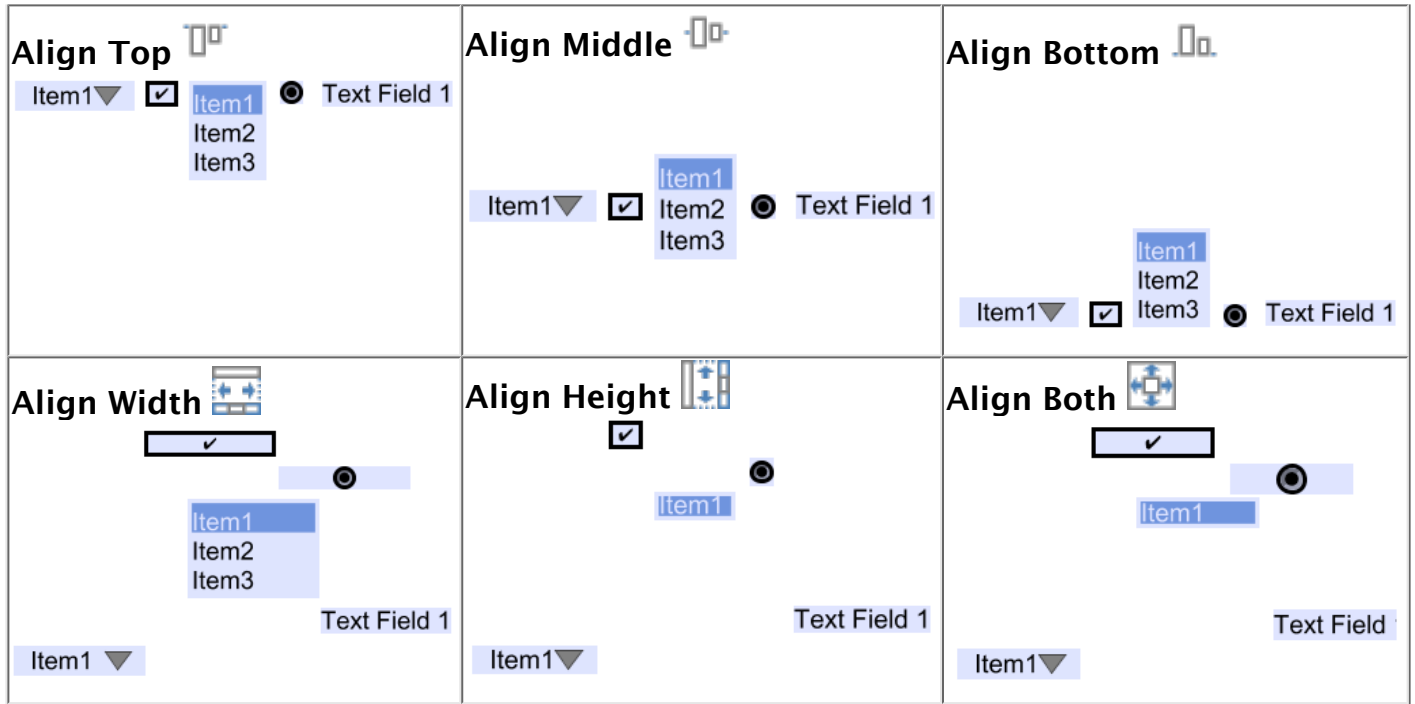 Align Top
Item1 Item1 Text Field 1
Item2
Item3
Align Middle
Item1
Item1 Item2 Text Field 1
Item3
Align Bottom
Item1
Item2
Item1 Item3 Text Field 1
Align Width
Item1
Item2
Item3
Text Field 1
Item1
Align Height
Item1
Text Field 1
Item1
Align Both
Item1
Text Field
Item1